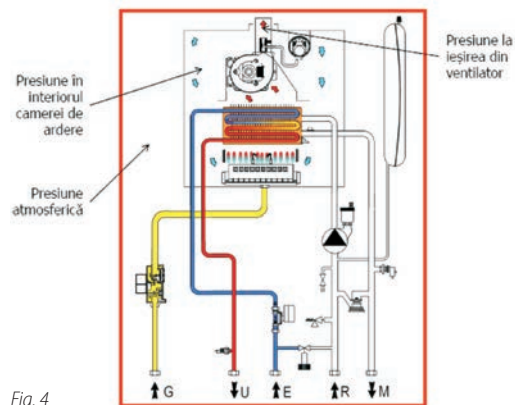 Presiune la
ieșirea din
ventilator
Presiune în
interiorul
camerei de
ardere
Presiune
atmosferică
G
U
E
R
M
Fig. 4